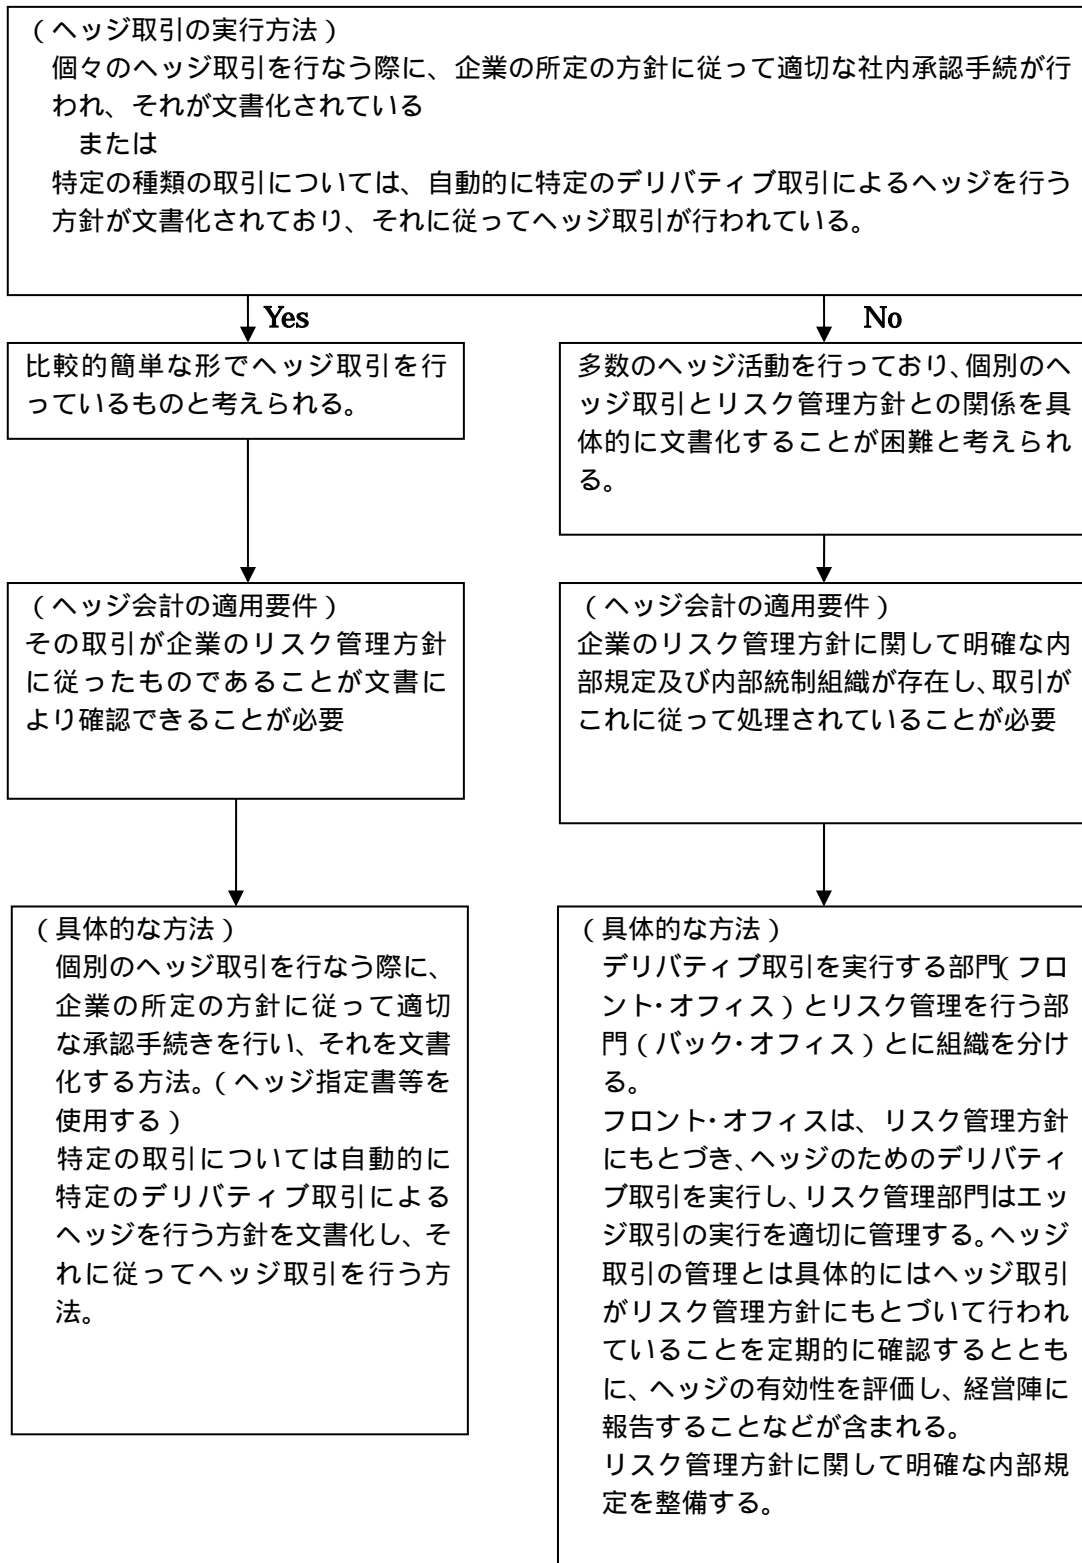 (ヘッジ取引の実行方法)
個々のヘッジ取引を行なう際に、企業の所定の方針に従って適切な社内承認手続が行
われ、それが文書化されている
または
特定の種類の取引については、自動的に特定のデリバティブ取引によるヘッジを行う
方針が文書化されており、それに従ってヘッジ取引が行われている。
Yes
No
比較的簡単な形でヘッジ取引を行
っているものと考えられる。
多数のヘッジ活動を行っており、個別のヘ
ッジ取引とリスク管理方針との関係を具
体的に文書化することが困難と考えられ
る。
(ヘッジ会計の適用要件)
その取引が企業のリスク管理方針
に従ったものであることが文書に
より確認できることが必要
(ヘッジ会計の適用要件)
企業のリスク管理方針に関して明確な内
部規定及び内部統制組織が存在し、取引が
これに従って処理されていることが必要
(具体的な方法)
個別のヘッジ取引を行なう際に、
企業の所定の方針に従って適切
な承認手続きを行い、それを文書
化する方法。(ヘッジ指定書等を
使用する)
特定の取引については自動的に
特定のデリバティブ取引による
ヘッジを行う方針を文書化し、そ
れに従ってヘッジ取引を行う方
法。
(具体的な方法)
デリバティブ取引を実行する部門(フロ
ント・オフィス)とリスク管理を行う部
門(バック・オフィス)とに組織を分け
る。
フロント・オフィスは、リスク管理方針
にもとづき、ヘッジのためのデリバティ
ブ取引を実行し、リスク管理部門はエッ
ジ取引の実行を適切に管理する。ヘッジ
取引の管理とは具体的にはヘッジ取引
がリスク管理方針にもとづいて行われ
ていることを定期的に確認するととも
に、ヘッジの有効性を評価し、経営陣に
報告することなどが含まれる。
リスク管理方針に関して明確な内部規
定を整備する。